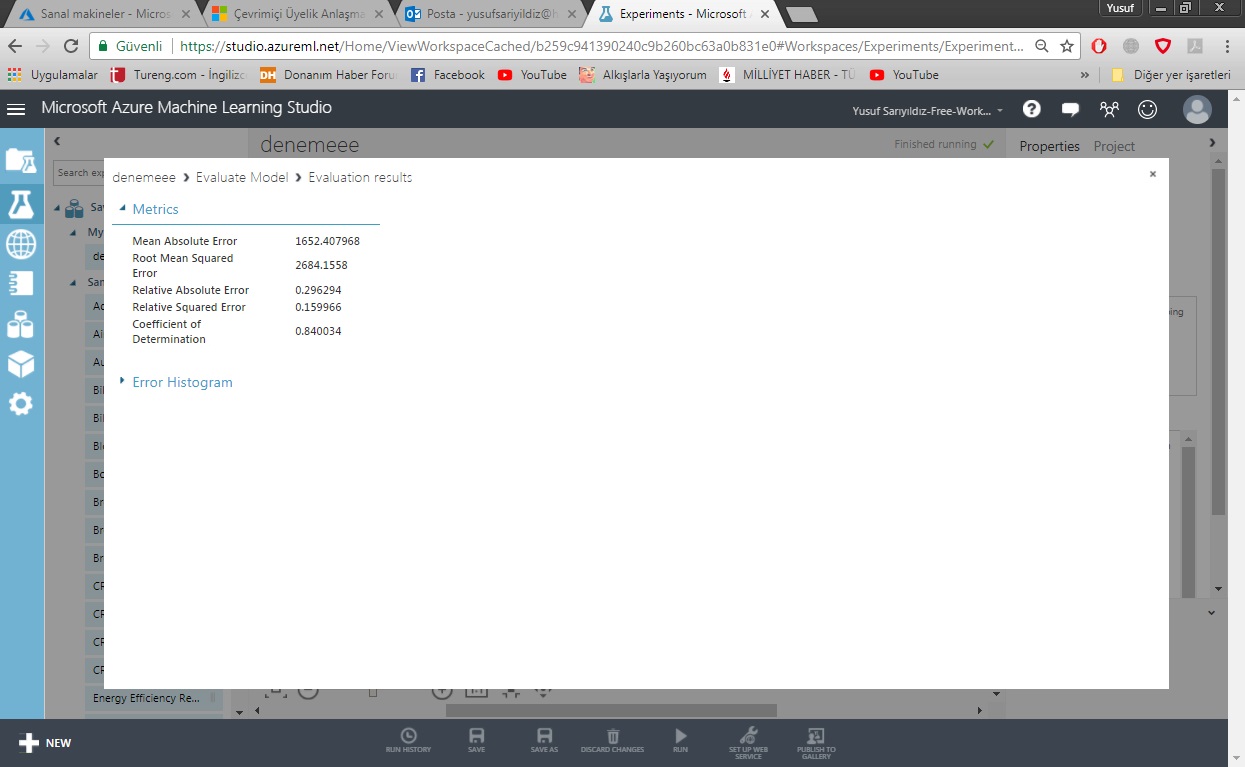 Sanal makineler - Micros
Çevrimiçi Üyelik Anlaşma
Posta - yusufsariyildiz@h
Experiments - Microsoft
Yusuf
Güvenli
https://studio.azureml.net/Home/ViewWorkspaceCached/b259c941390240c9b260bc63a0b831e0#Workspaces/Experiments/Experiment...
Uygulamalar
Tureng.com - İngilizc
DH Donanım Haber Foru
Facebook
YouTube
Alkışlarla Yaşıyorum
MİLLİYET HABER - TÜ
YouTube
»
Diğer yer işaretleri
Microsoft Azure Machine Learning Studio
Yusuf Sarıyıldız-Free-Work...
denemeee
Finished running
Properties
Project
Search exp
Sa
My
de
Sar
denemeee > Evaluate Model > Evaluation results
×
Metrics
Mean Absolute Error 1652.407968
Root Mean Squared
Error 2684.1558
Relative Absolute Error 0.296294
Relative Squared Error 0.159966
Coefficient of
Determination 0.840034
Error Histogram
ing
Ac
Ai
Au
Bil
Bil
Bl
Bo
Br
Br
Br
CR
CR
CR
CR
Energy Efficiency Re...
NEW
RUN HISTORY
SAVE
SAVE AS
DISCARD CHANGES
RUN
SET UP WEB
SERVICE
PUBLISH TO
GALLERY